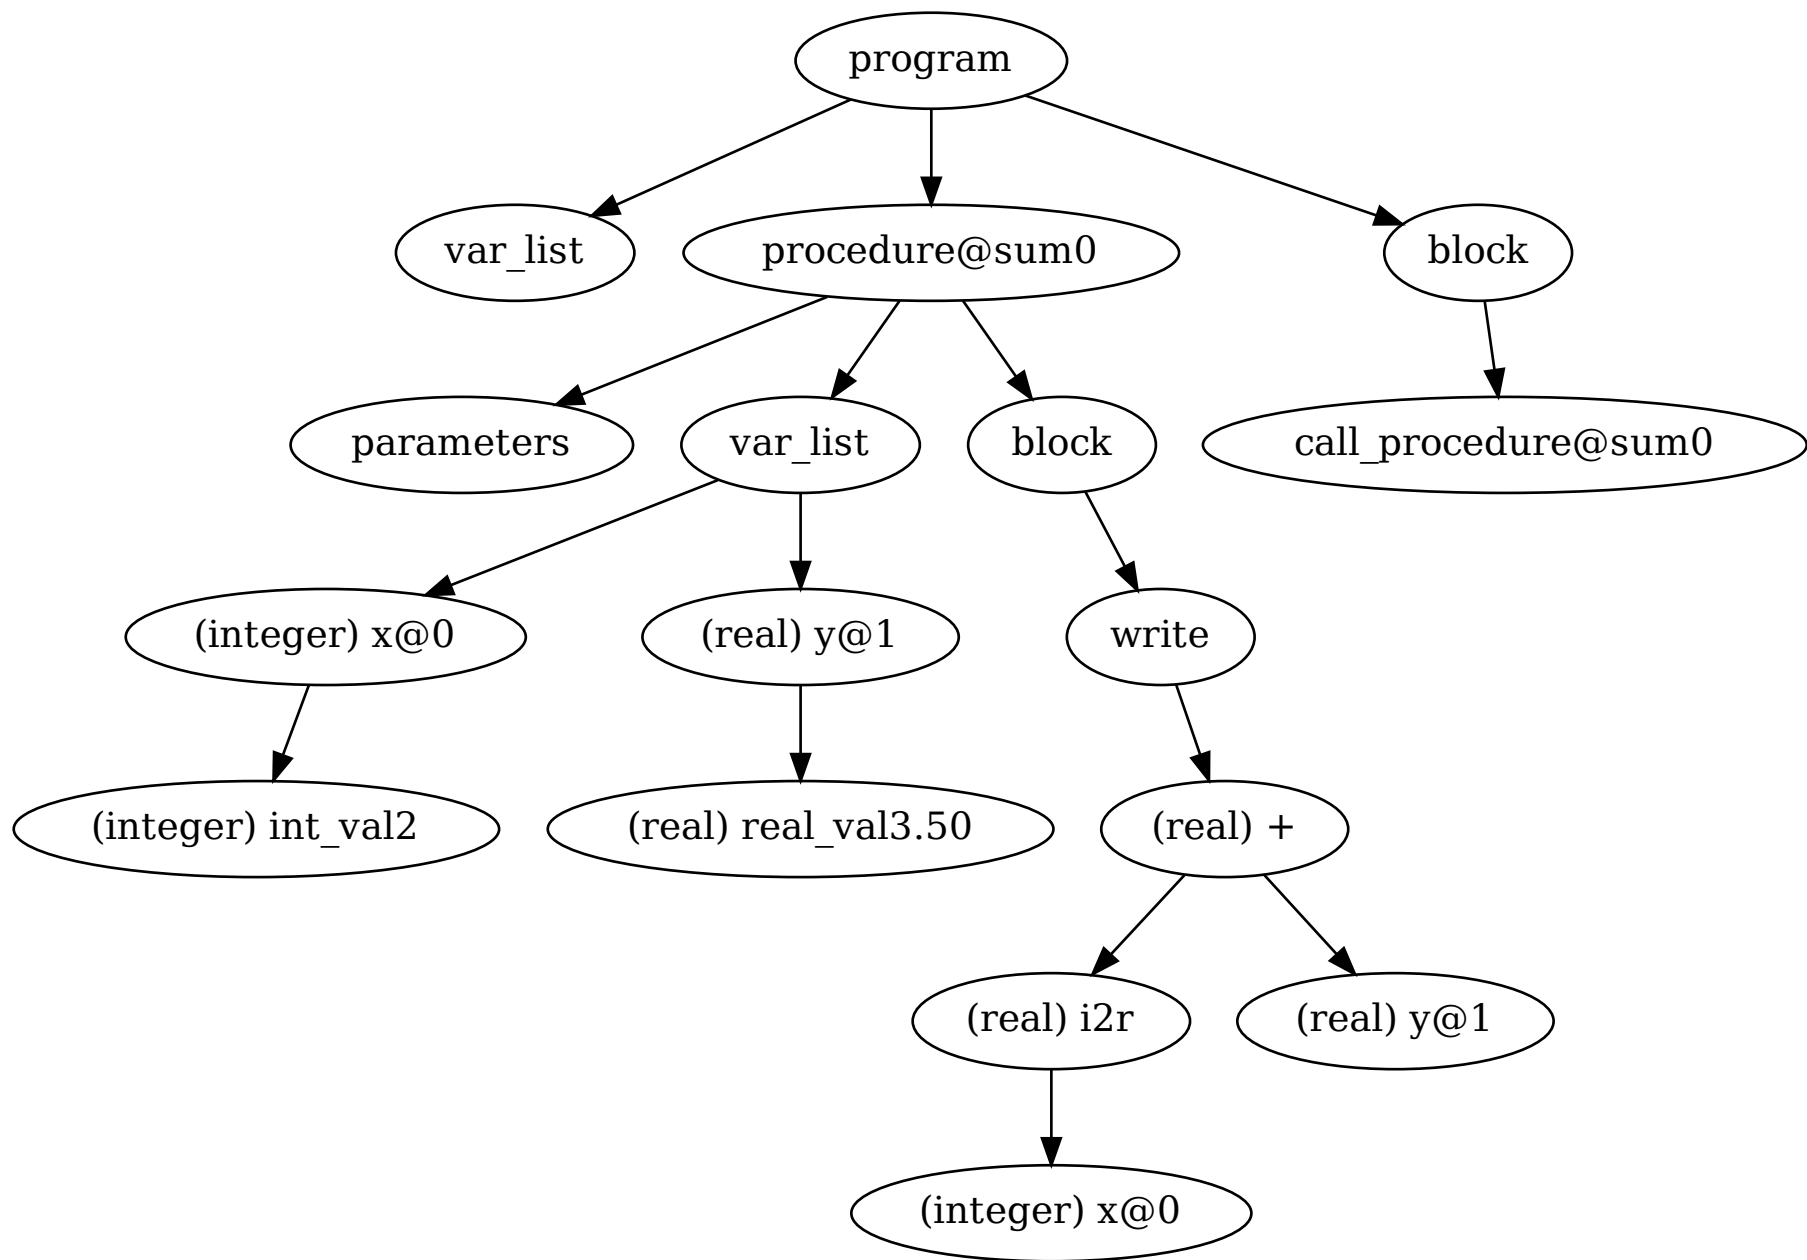 program
var_list
procedure@sum0
block
parameters
var_list
block
call_procedure@sum0
(integer) x@0
(real) y@1
write
(integer) int_val2
(real) real_val3.50
(real) +
(real) i2r
(real) y@1
(integer) x@0